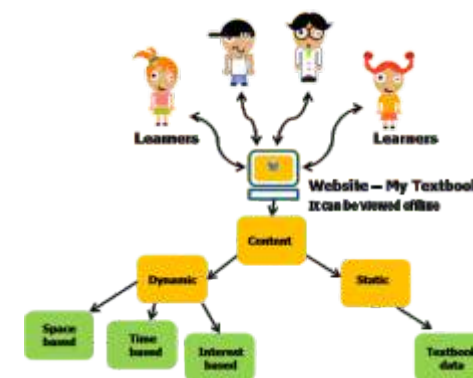 Learners
Learners
Website – My Textbook
It can be viewed offline
Content
Dynamic
Static
Space
based
Time
based
Interest
based
Textbook
data